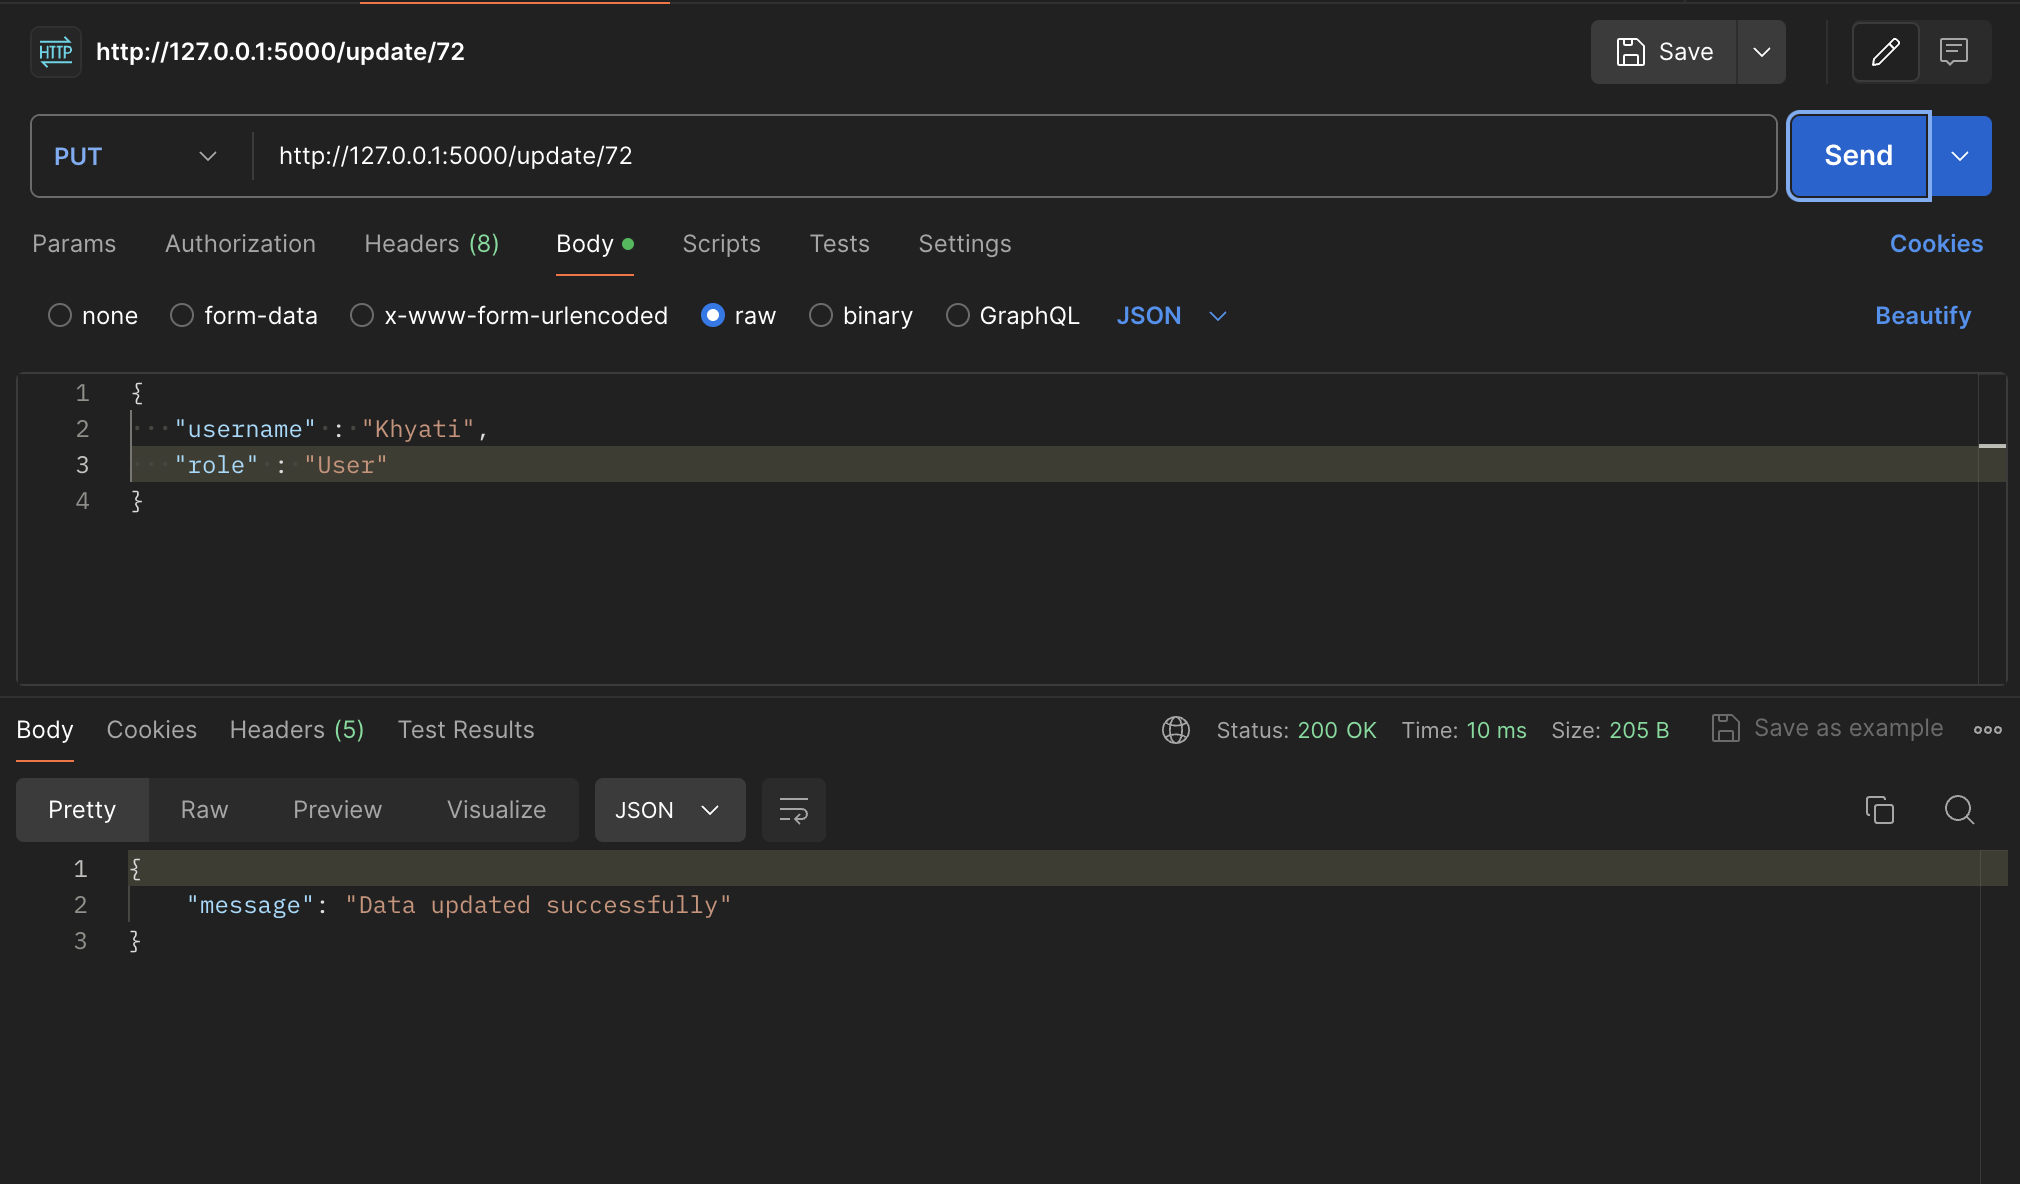 HTTP http://127.0.0.1:5000/update/72 Save
PUT http://127.0.0.1:5000/update/72 Send
Params Authorization Headers (8) Body Scripts Tests Settings Cookies
none form-data x-www-form-urlencoded raw binary GraphQL JSON Beautify
1 {
2 "username" : "Khyati",
3 "role" : "User"
4 }
Body Cookies Headers (5) Test Results Status: 200 OK Time: 10 ms Size: 205 B Save as example
Pretty Raw Preview Visualize JSON
1 {
2 "message": "Data updated successfully"
3 }